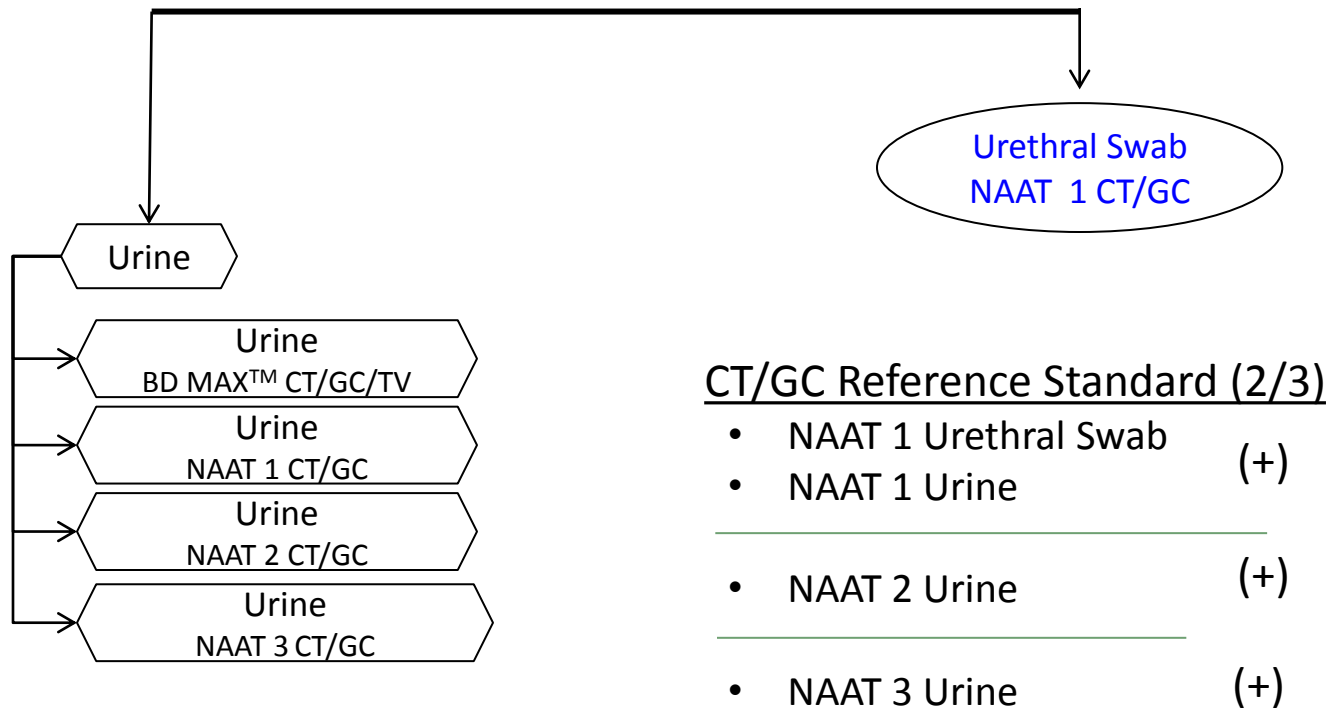 Urethral Swab
NAAT 1 CT/GC
Urine
Urine
BD MAX™ CT/GC/TV
Urine
NAAT 1 CT/GC
Urine
NAAT 2 CT/GC
Urine
NAAT 3 CT/GC
CT/GC Reference Standard (2/3)
• NAAT 1 Urethral Swab
• NAAT 1 Urine
(+)
• NAAT 2 Urine (+)
• NAAT 3 Urine (+)